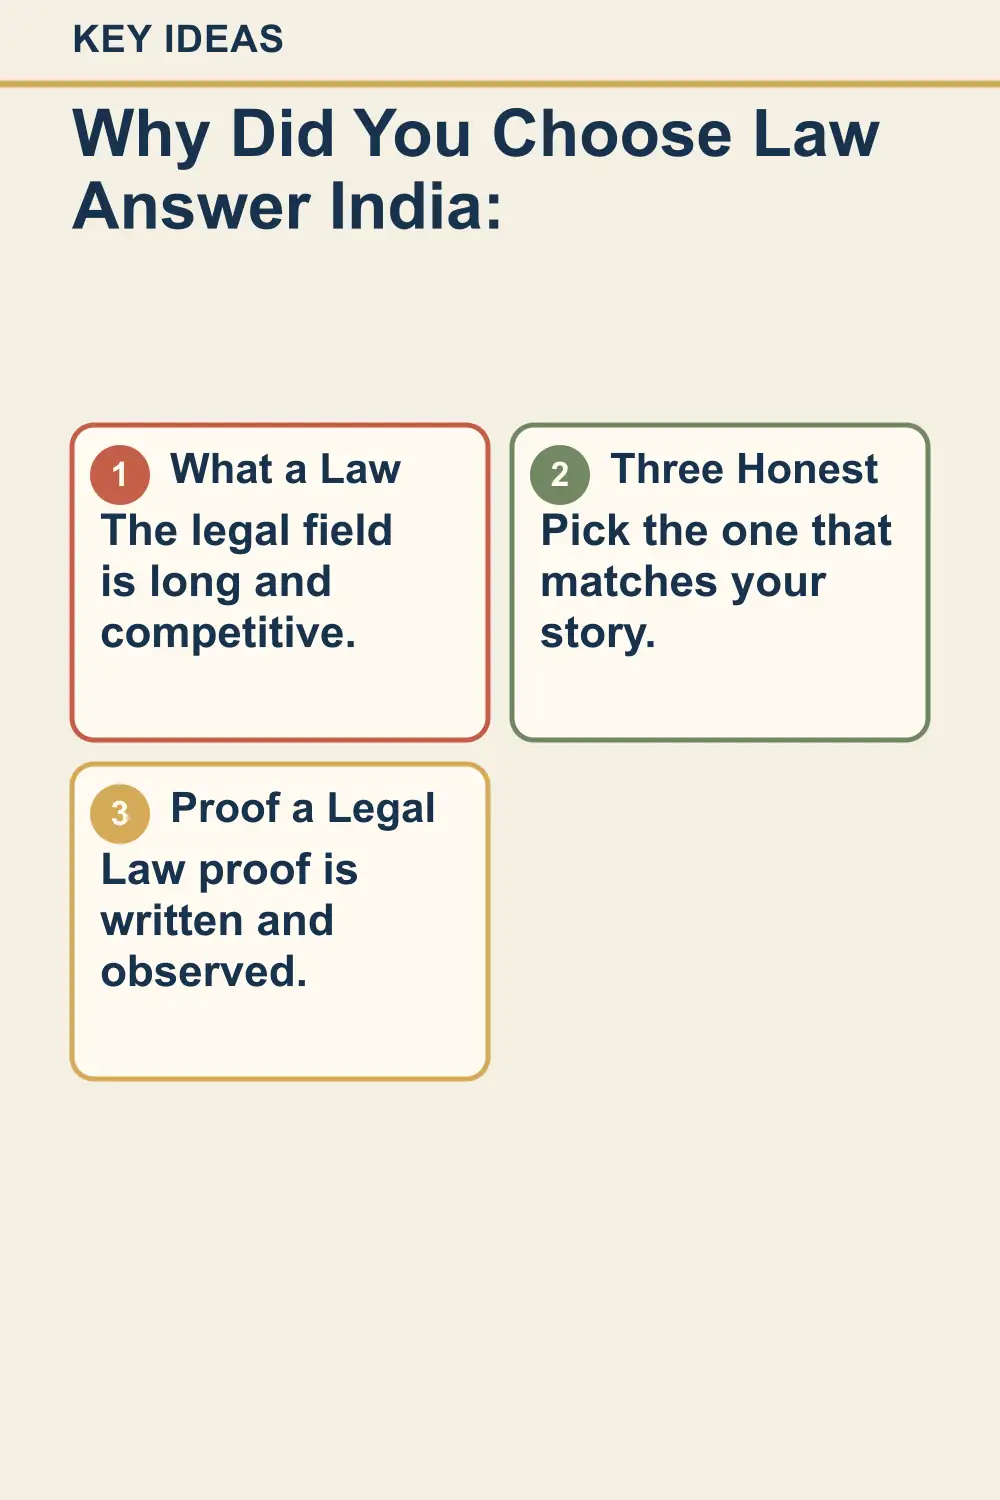 KEY IDEAS
Why Did You Choose Law
Answer India:
1 What a Law
The legal field
is long and
competitive.
2 Three Honest
Pick the one that
matches your
story.
3 Proof a Legal
Law proof is
written and
observed.